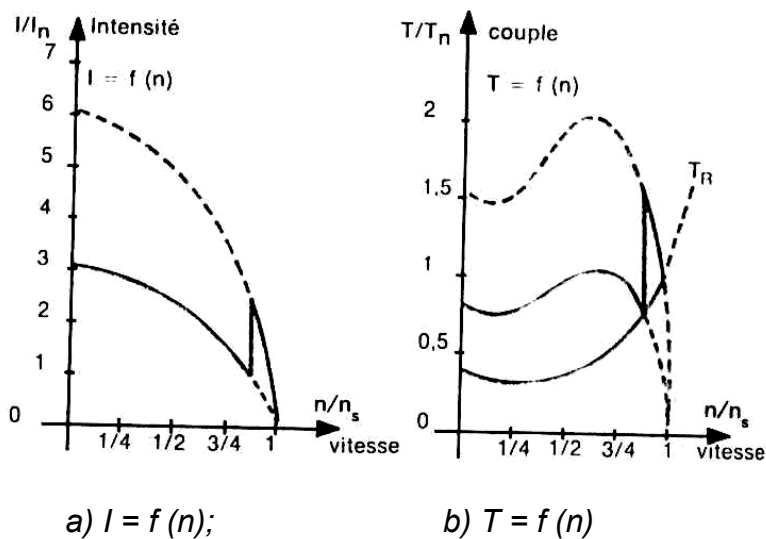 I/In Intensité
7
I = f (n)
6
5
4
3
2
1
0
1/4 1/2 3/4 1
n/ns
vitesse
T/Tn couple
T = f (n)
2
1,5
TR
1
0,5
0
1/4 1/2 3/4 1
n/ns
vitesse
a) I = f (n);
b) T = f (n)